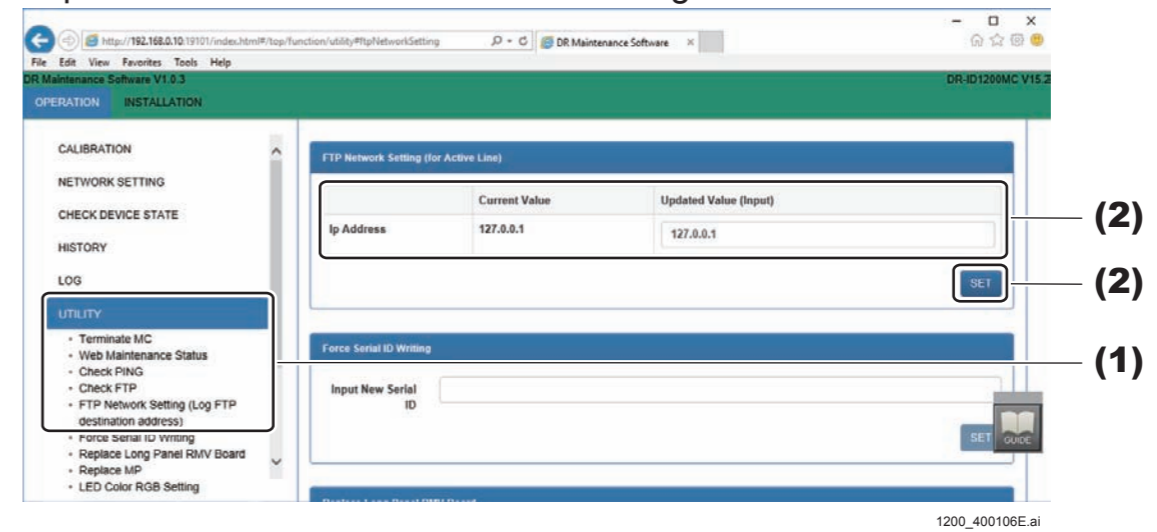 http://192.168.0.10:19101/index.html#/top/function/utility#ftpNetworkSetting
DR Maintenance Software
File Edit View Favorites Tools Help
DR Maintenance Software V1.0.3
DR-ID1200MC V15.2
OPERATION INSTALLATION
CALIBRATION
NETWORK SETTING
CHECK DEVICE STATE
HISTORY
LOG
UTILITY
• Terminate MC
• Web Maintenance Status
• Check PING
• Check FTP
• FTP Network Setting (Log FTP
destination address)
• Force Serial ID Writing
• Replace Long Panel RMV Board
• Replace MP
• LED Color RGB Setting
FTP Network Setting (for Active Line)
Current Value Updated Value (Input)
Ip Address 127.0.0.1 127.0.0.1
SET
(2)
(2)
Force Serial ID Writing
(1)
Input New Serial
ID
SET
GUIDE
Replace Long Panel RMV Board
1200_400106E.ai